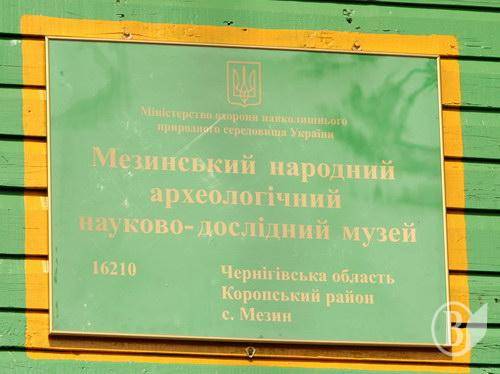 Міністерство охорони навколишнього
природного середовища України
Мезинський народний
археологічний
науково-дослідний музей
16210
Чернігівська область
Коропський район
с. Мезин
В